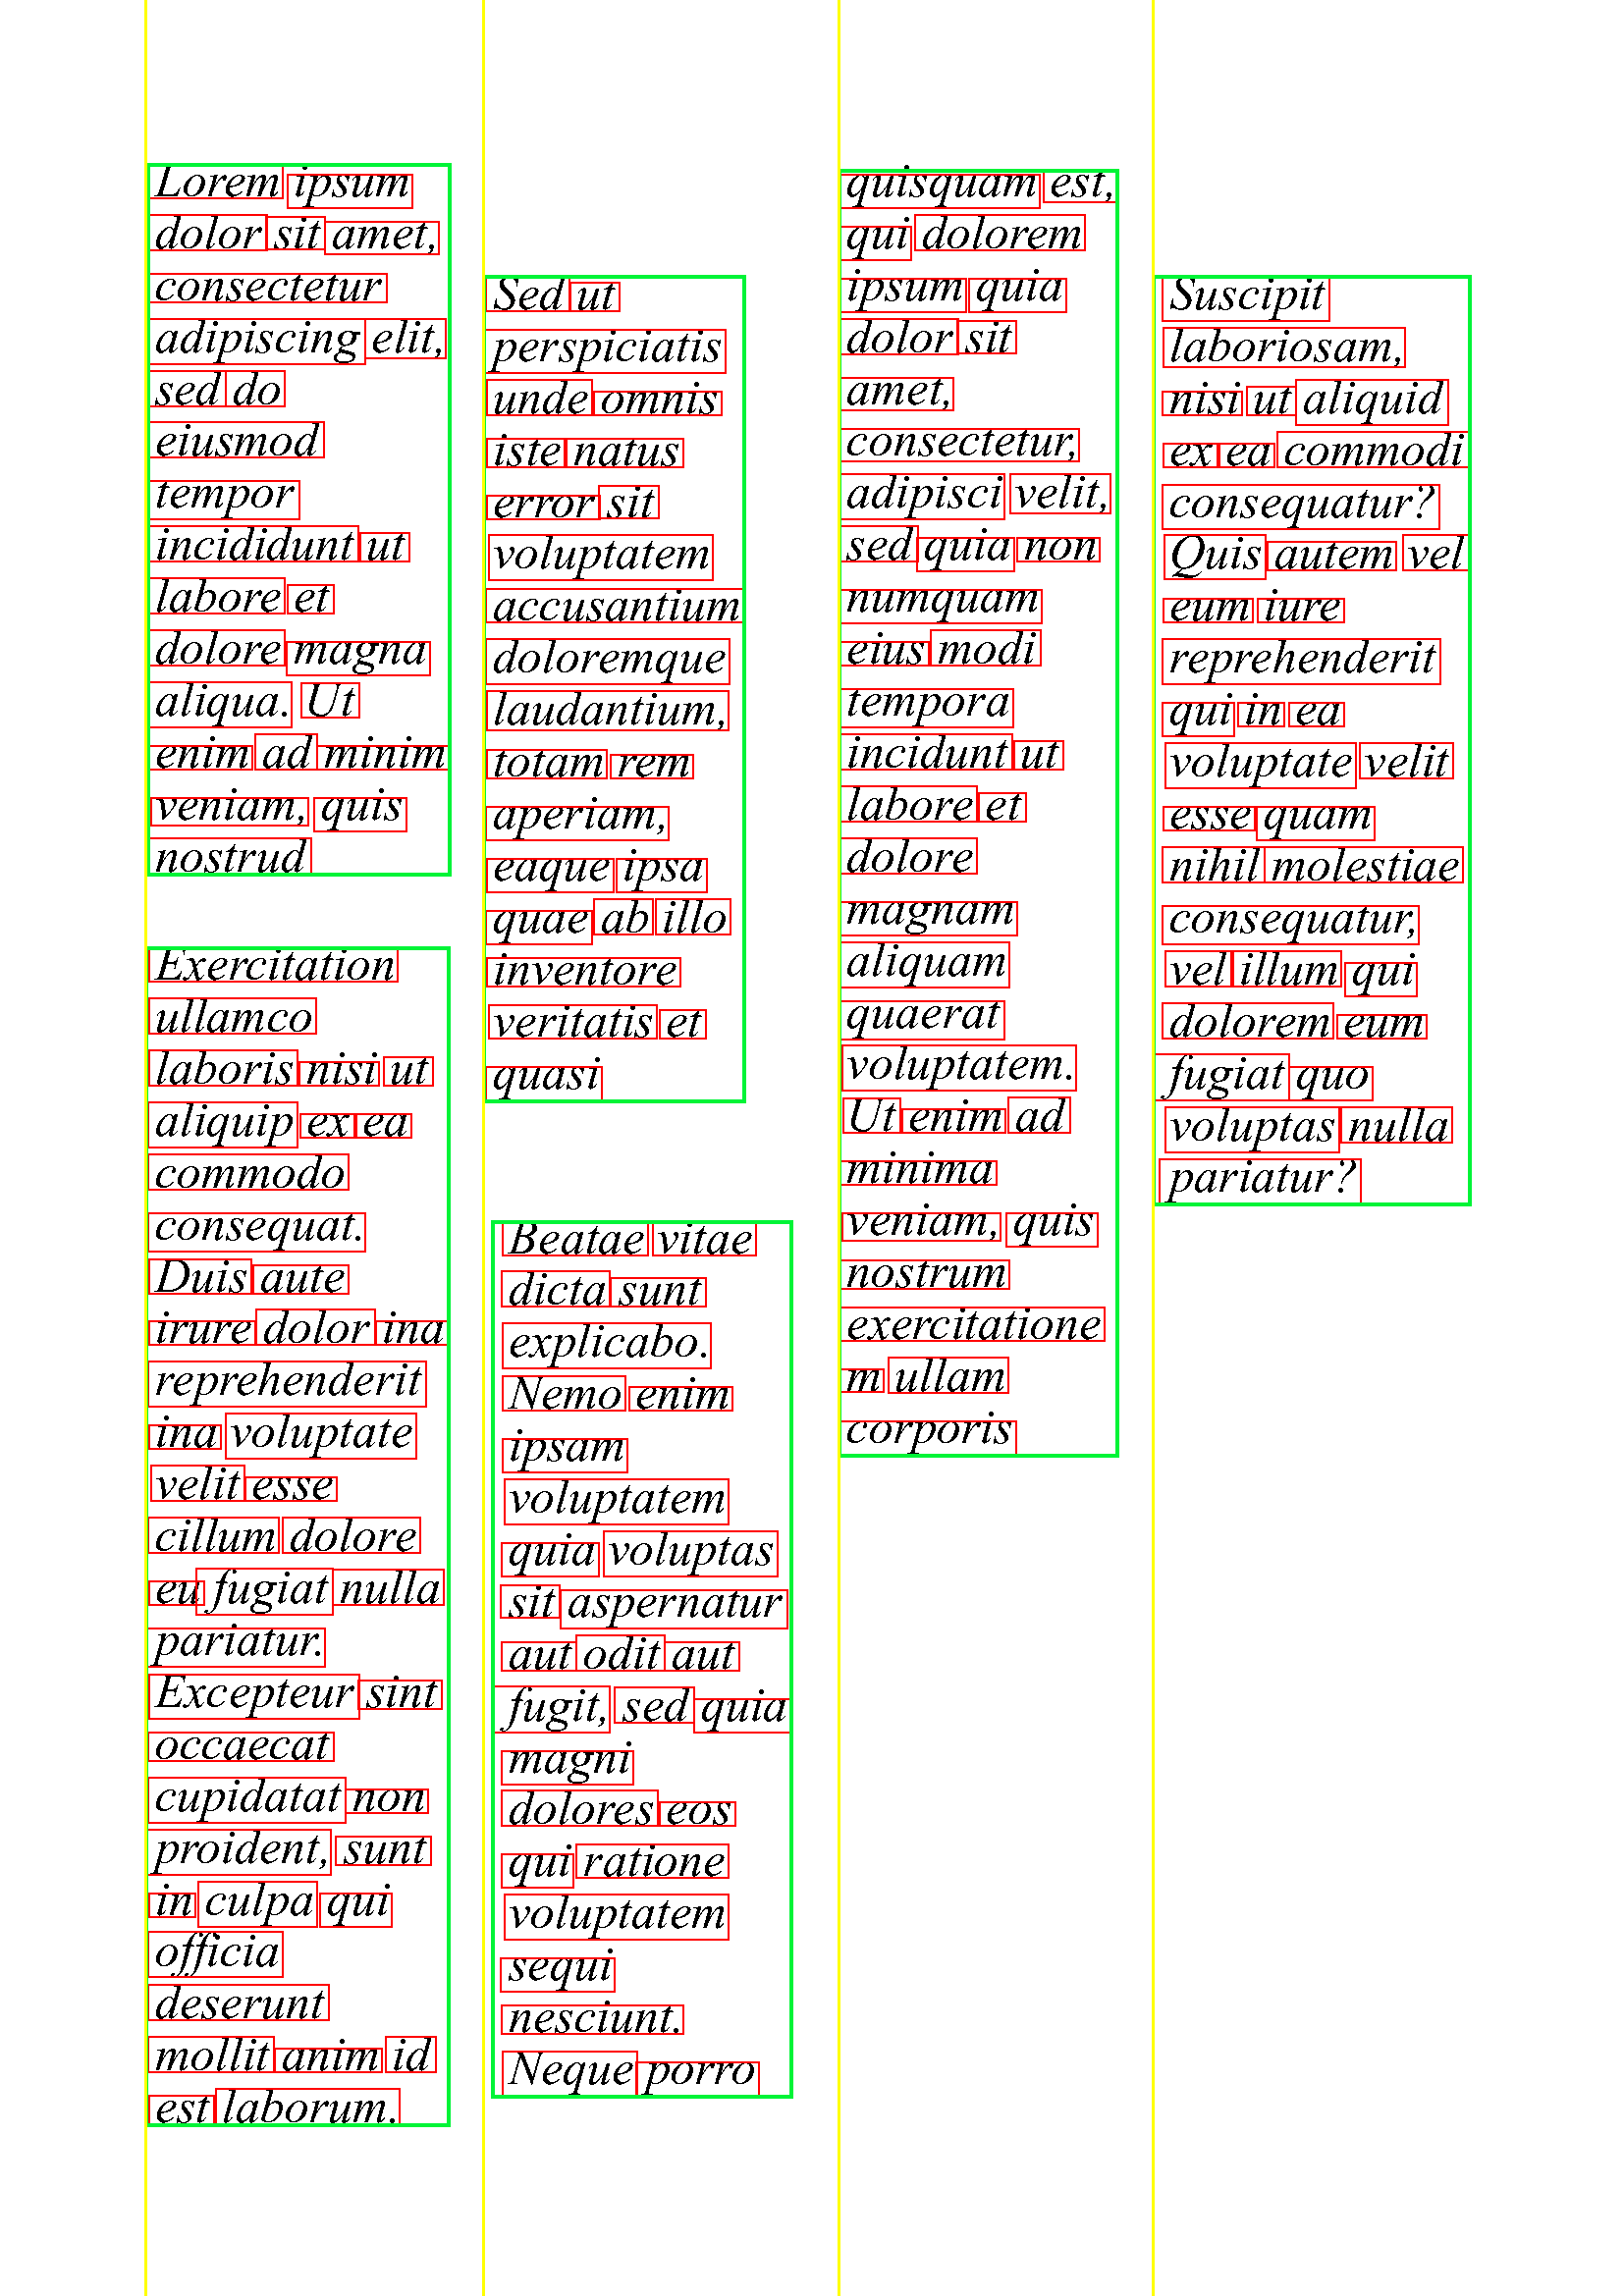 Lorem ipsum
dolor sit amet,
consectetur
adipiscing elit,
sed do
eiusmod
tempor
incididunt ut
labore et
dolore magna
aliqua. Ut
enim ad minim
veniam, quis
nostrud
Exercitation
ullamco
laboris nisi ut
aliquip ex ea
commodo
consequat.
Duis aute
irure dolor ina
reprehenderit
ina voluptate
velit esse
cillum dolore
eu fugiat nulla
pariatur.
Excepteur sint
occaecat
cupidatat non
proident, sunt
in culpa qui
officia
deserunt
mollit anim id
est laborum.
Sed ut
perspiciatis
unde omnis
iste natus
error sit
voluptatem
accusantium
doloremque
laudantium,
totam rem
aperiam,
eaque ipsa
quae ab illo
inventore
veritatis et
quasi
Beatae vitae
dicta sunt
explicabo.
Nemo enim
ipsam
voluptatem
quia voluptas
sit aspernatur
aut odit aut
fugit, sed quia
magni
dolores eos
qui ratione
voluptatem
sequi
nesciunt.
Neque porro
quisquam est,
qui dolorem
ipsum quia
dolor sit
amet,
consectetur,
adipisci velit,
sed quia non
numquam
eius modi
tempora
incidunt ut
labore et
dolore
magnam
aliquam
quaerat
voluptatem.
Ut enim ad
minima
veniam, quis
nostrum
exercitatione
m ullam
corporis
Suscipit
laboriosam,
nisi ut aliquid
ex ea commodi
consequatur?
Quis autem vel
eum iure
reprehenderit
qui in ea
voluptate velit
esse quam
nihil molestiae
consequatur,
vel illum qui
dolorem eum
fugiat quo
voluptas nulla
pariatur?